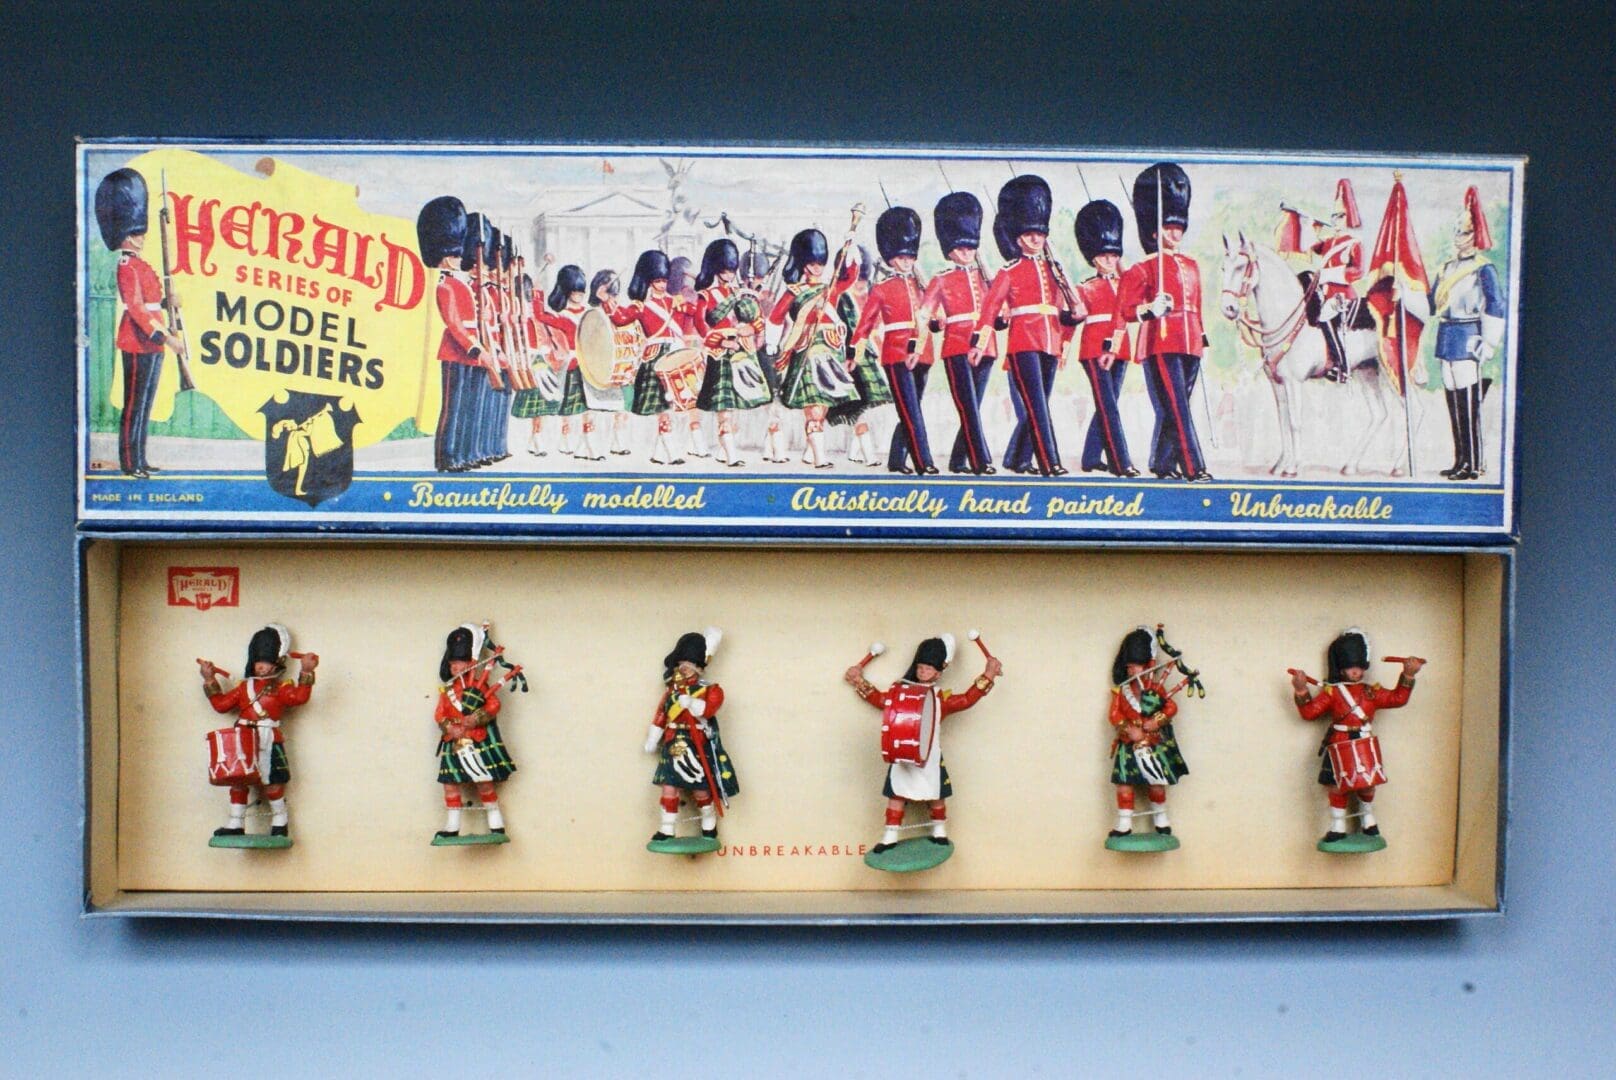 HERALD
SERIES OF
MODEL
SOLDIERS
MADE IN ENGLAND
• Beautifully modelled • Artistically hand painted • Unbreakable
HERALD
UNBREAKABLE